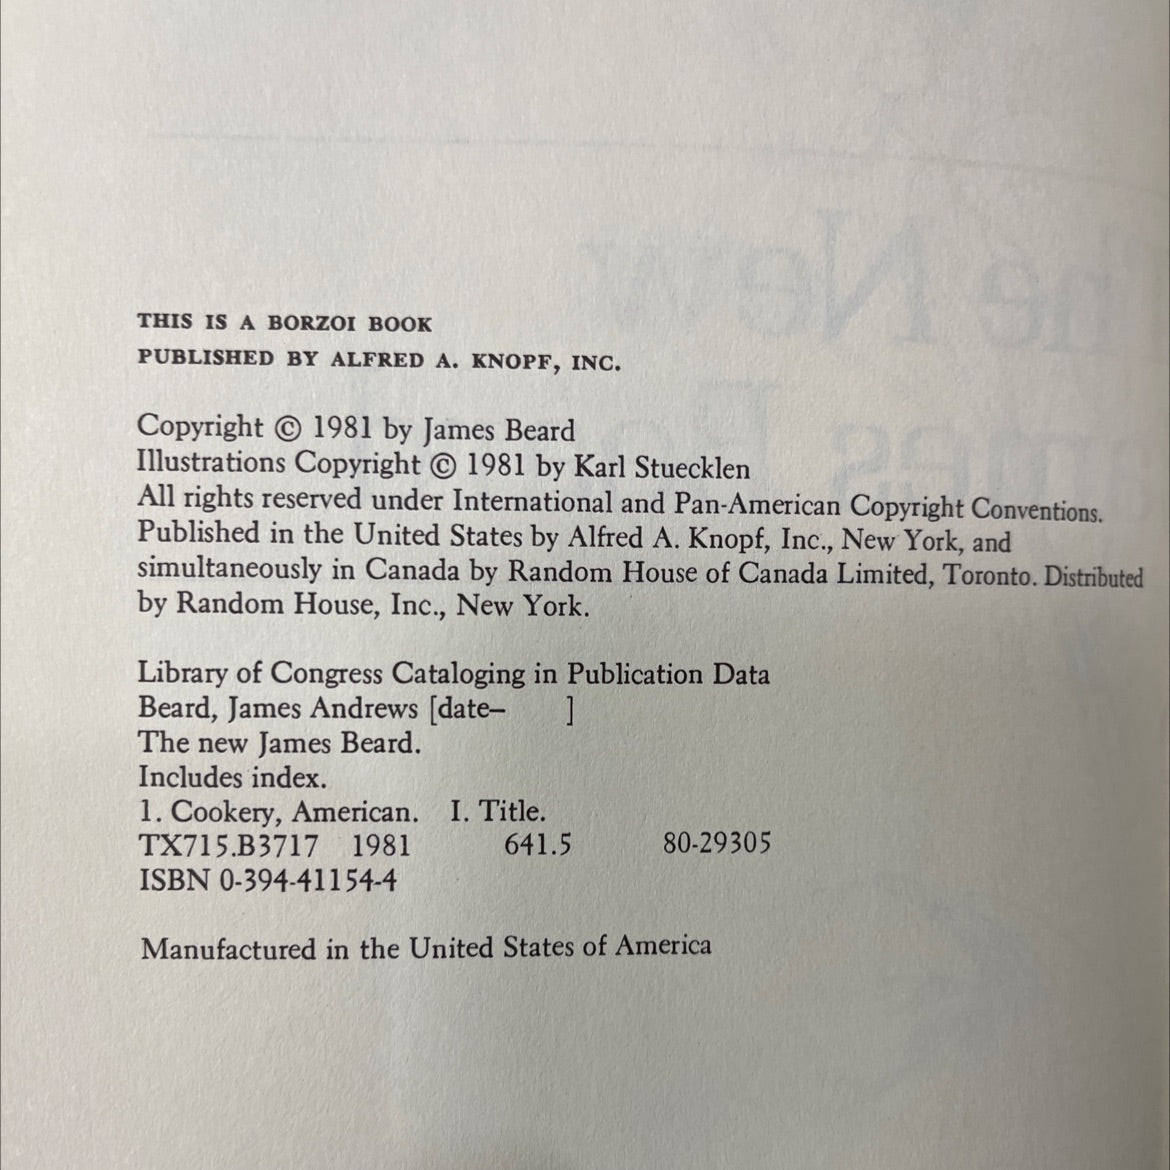 THIS IS A BORZOI BOOK
PUBLISHED BY ALFRED A. KNOPF, INC.
Copyright © 1981 by James Beard
Illustrations Copyright © 1981 by Karl Stuecklen
All rights reserved under International and Pan-American Copyright Conventions.
Published in the United States by Alfred A. Knopf, Inc., New York, and
simultaneously in Canada by Random House of Canada Limited, Toronto. Distributed
by Random House, Inc., New York.
Library of Congress Cataloging in Publication Data
Beard, James Andrews [date– ]
The new James Beard.
Includes index.
1. Cookery, American. I. Title.
TX715.B3717 1981 641.5 80-29305
ISBN 0-394-41154-4
Manufactured in the United States of America